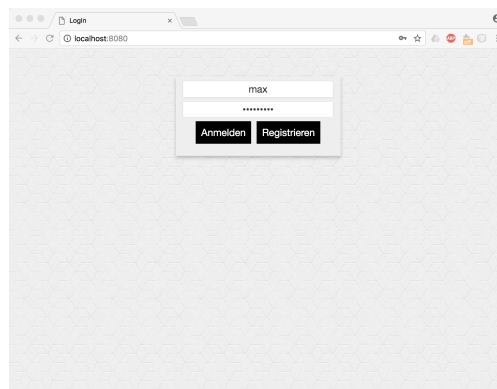 Login
localhost:8080
max
•••••••••
Anmelden Registrieren